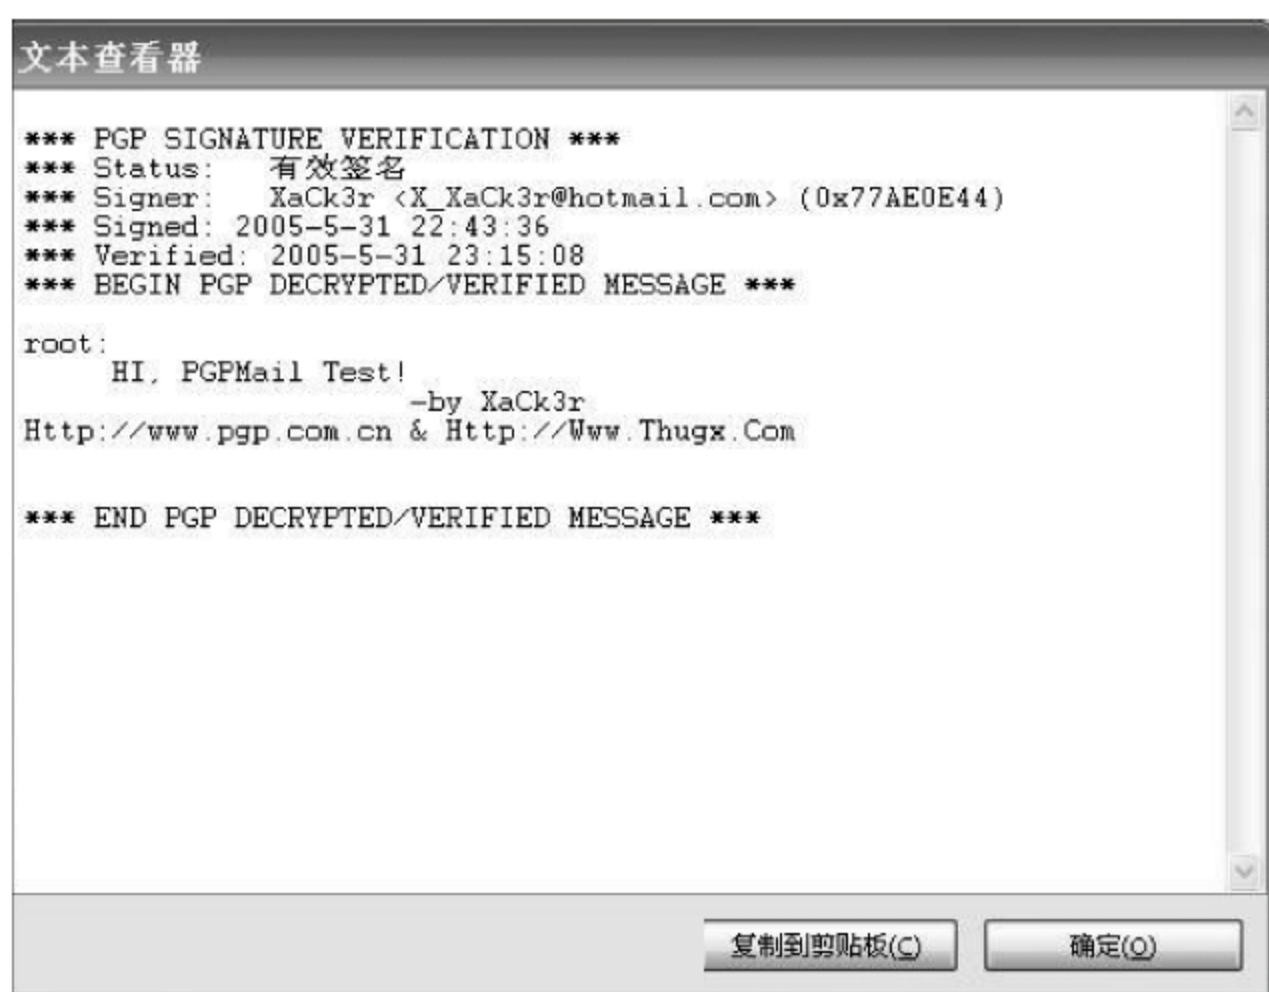 文本查看器
*** PGP SIGNATURE VERIFICATION ***
*** Status: 有效签名
*** Signer: XaCk3r <X_XaCk3r@hotmail.com> (0x77AE0E44)
*** Signed: 2005-5-31 22:43:36
*** Verified: 2005-5-31 23:15:08
*** BEGIN PGP DECRYPTED/VERIFIED MESSAGE ***
root:
HI, PGPMail Test!
-by XaCk3r
Http://www.pgp.com.cn & Http://Www.Thugx.Com
*** END PGP DECRYPTED/VERIFIED MESSAGE ***
复制到剪贴板(C) 确定(O)